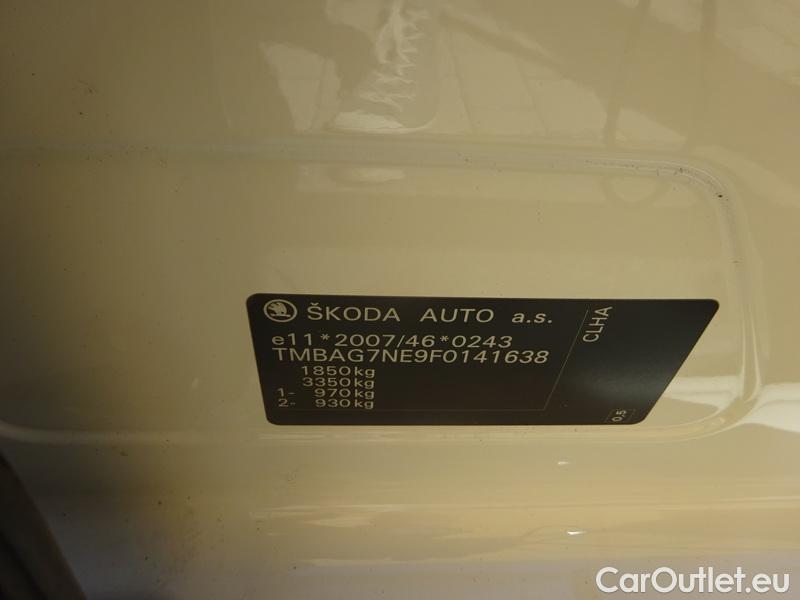 ŠKODA AUTO a.s.
e11*2007/46*0243
TMBAG7NE9F0141638
1850kg
3350kg
1- 970kg
2- 930kg
CLHA
0,5
CarOutlet.eu